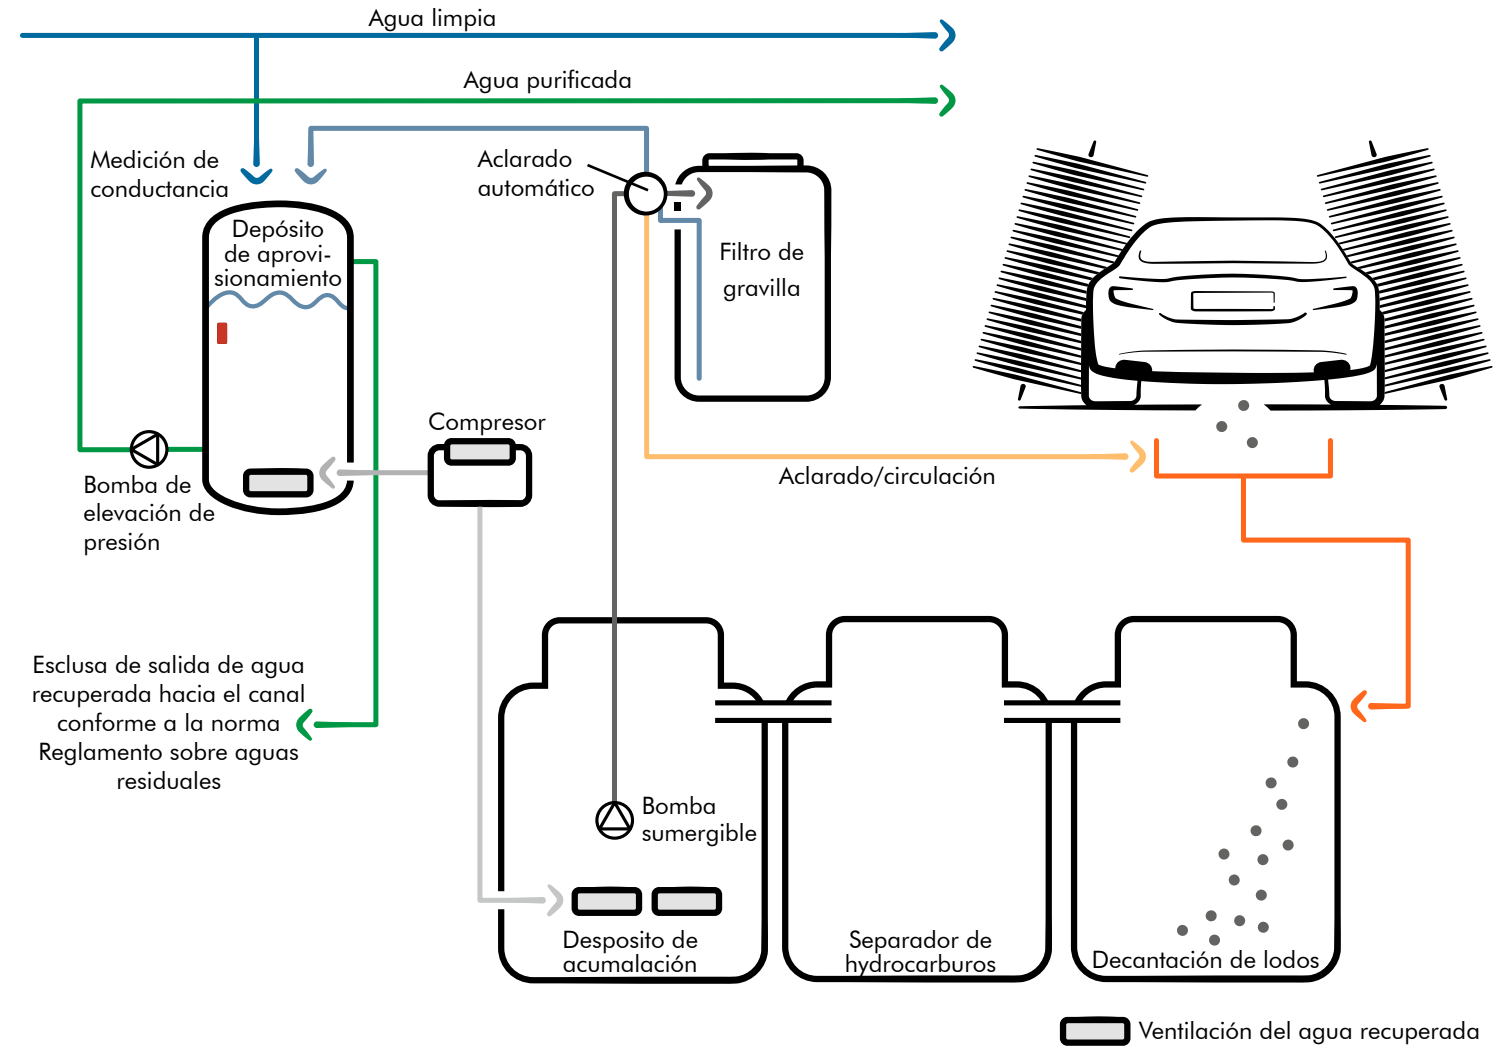 Agua limpia
Agua purificada
Medición de
conductancia
Aclarado
automático
Depósito
de aprovi-
sionamiento
Filtro de
gravilla
Compresor
Aclarado/circulación
Bomba de
elevación de
presión
Esclusa de salida de agua
recuperada hacia el canal
conforme a la norma
Reglamento sobre aguas
residuales
Bomba
sumergible
Desposito de
acumalación
Separador de
hydrocarburos
Decantación de lodos
Ventilación del agua recuperada